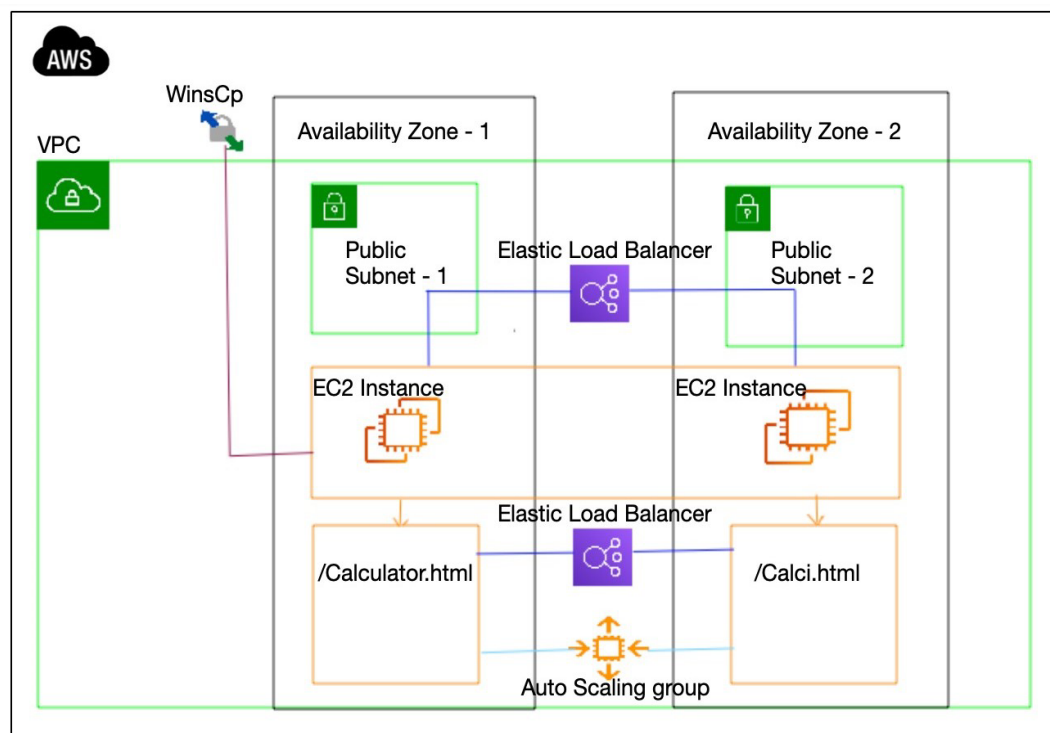 AWS
WinsCp
Availability Zone - 1
Availability Zone - 2
VPC
Public
Subnet - 1
Elastic Load Balancer
Public
Subnet - 2
EC2 Instance
EC2 Instance
Elastic Load Balancer
/Calculator.html
/Calci.html
Auto Scaling group